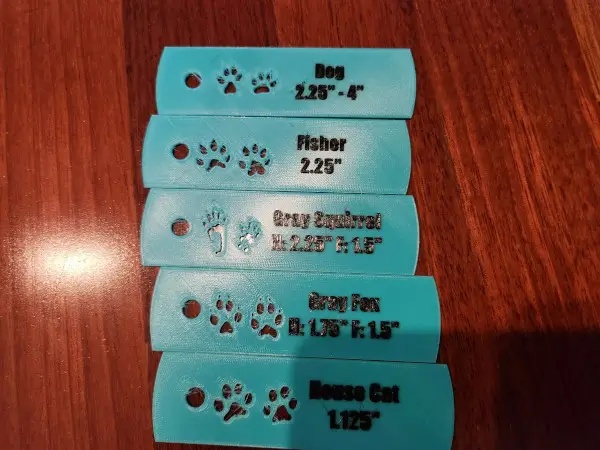 Dog
2.25" - 4"
Fisher
2.25"
Gray Squirrel
H: 2.25" F: 1.5"
Gray Fox
H: 1.75" F: 1.5"
House Cat
1.125"